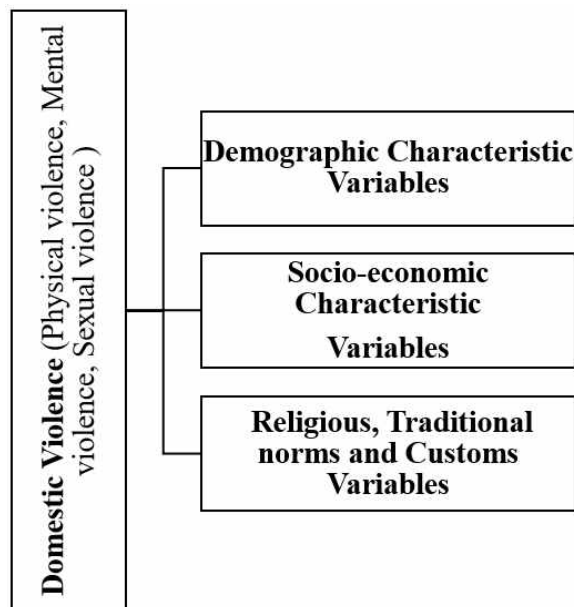 Domestic Violence (Physical violence, Mental
violence, Sexual violence )
Demographic Characteristic
Variables
Socio-economic
Characteristic
Variables
Religious, Traditional
norms and Customs
Variables